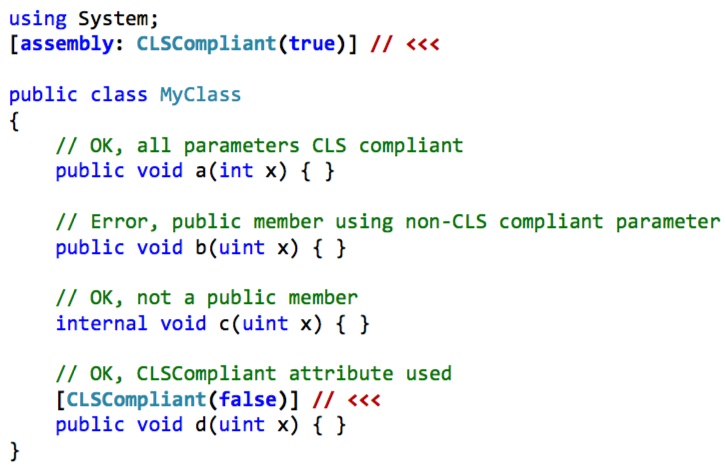 using System;
[assembly: CLSCompliant(true)] // <<<
public class MyClass
{
// OK, all parameters CLS compliant
public void a(int x) { }
// Error, public member using non-CLS compliant parameter
public void b(uint x) { }
// OK, not a public member
internal void c(uint x) { }
// OK, CLSCompliant attribute used
[CLSCompliant(false)] // <<<
public void d(uint x) { }
}